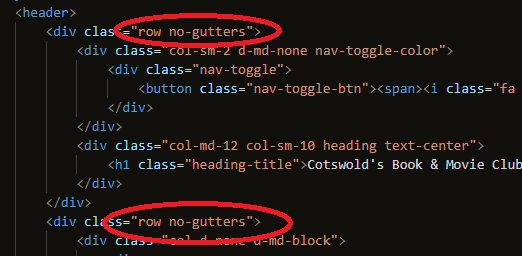 <header>
<div class="row no-gutters">
<div class="col-sm-2 d-md-none nav-toggle-color">
<div class="nav-toggle">
<button class="nav-toggle-btn"><span><i class="fa
</div>
</div>
<div class="col-md-12 col-sm-10 heading text-center">
<h1 class="heading-title">Cotswold's Book & Movie Club
</div>
</div>
<div class="row no-gutters">
<div class="col d-none d-md-block">